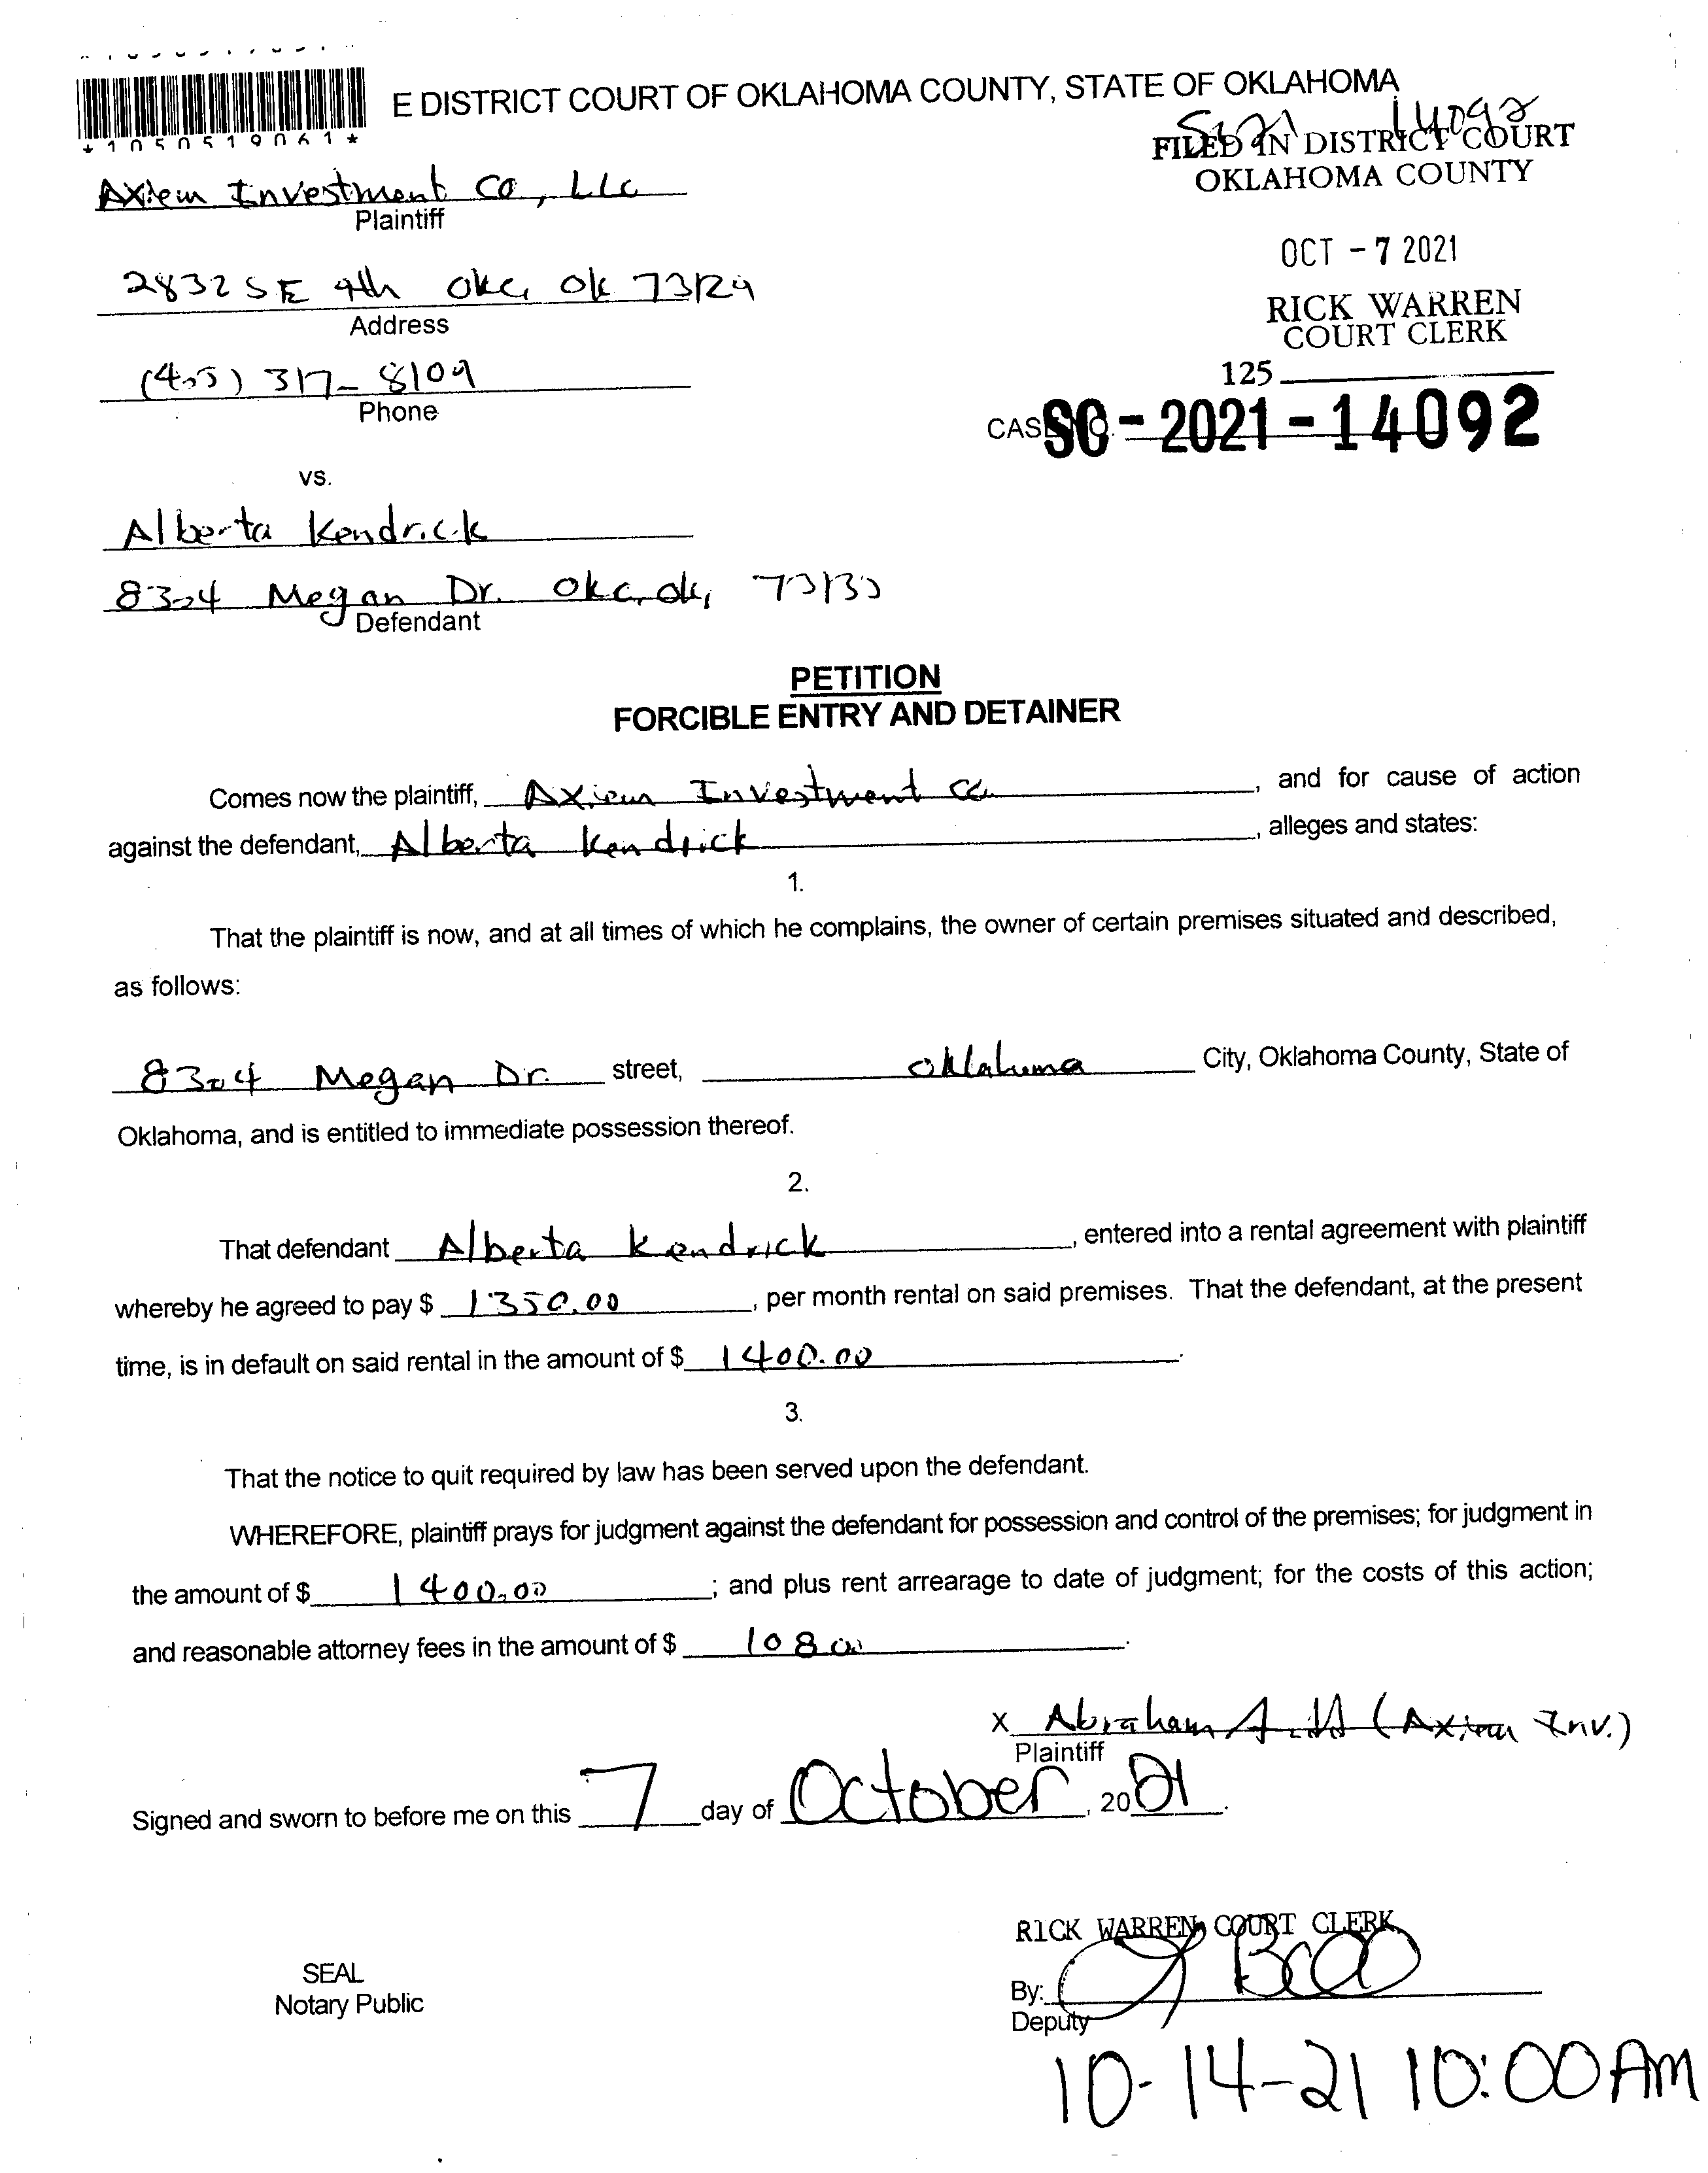 E DISTRICT COURT OF OKLAHOMA COUNTY, STATE OF OKLAHOMA
*1050519061*
14092
FILED IN DISTRICT COURT
OKLAHOMA COUNTY
Axiem Investment Co, LLC
Plaintiff
OCT - 7 2021
2832 SE 4th OKC, OK 73129
Address
RICK WARREN
COURT CLERK
(405) 317-8109
Phone
125
CAS SC-2021-14092
vs.
Alberta Kendrick
8304 Megan Dr. OKC, OK,
Defendant
PETITION
FORCIBLE ENTRY AND DETAINER
Comes now the plaintiff, Axiem Investment Co. , and for cause of action
against the defendant, Alberta Kendrick , alleges and states:
1.
That the plaintiff is now, and at all times of which he complains, the owner of certain premises situated and described,
as follows:
8304 Megan Dr. street, Oklahoma City, Oklahoma County, State of
Oklahoma, and is entitled to immediate possession thereof.
2.
That defendant Alberta Kendrick , entered into a rental agreement with plaintiff
whereby he agreed to pay $ 1350.00 , per month rental on said premises. That the defendant, at the present
time, is in default on said rental in the amount of $ 1400.00 .
3.
That the notice to quit required by law has been served upon the defendant.
WHEREFORE, plaintiff prays for judgment against the defendant for possession and control of the premises; for judgment in
the amount of $ 1400.00 ; and plus rent arrearage to date of judgment; for the costs of this action;
and reasonable attorney fees in the amount of $ 108 .
X Abraham (Axiem Inv.)
Plaintiff
Signed and sworn to before me on this 7 day of October , 2021 .
RICK WARREN, COURT CLERK
SEAL
Notary Public
By:
Deputy
10-14-21 10:00AM